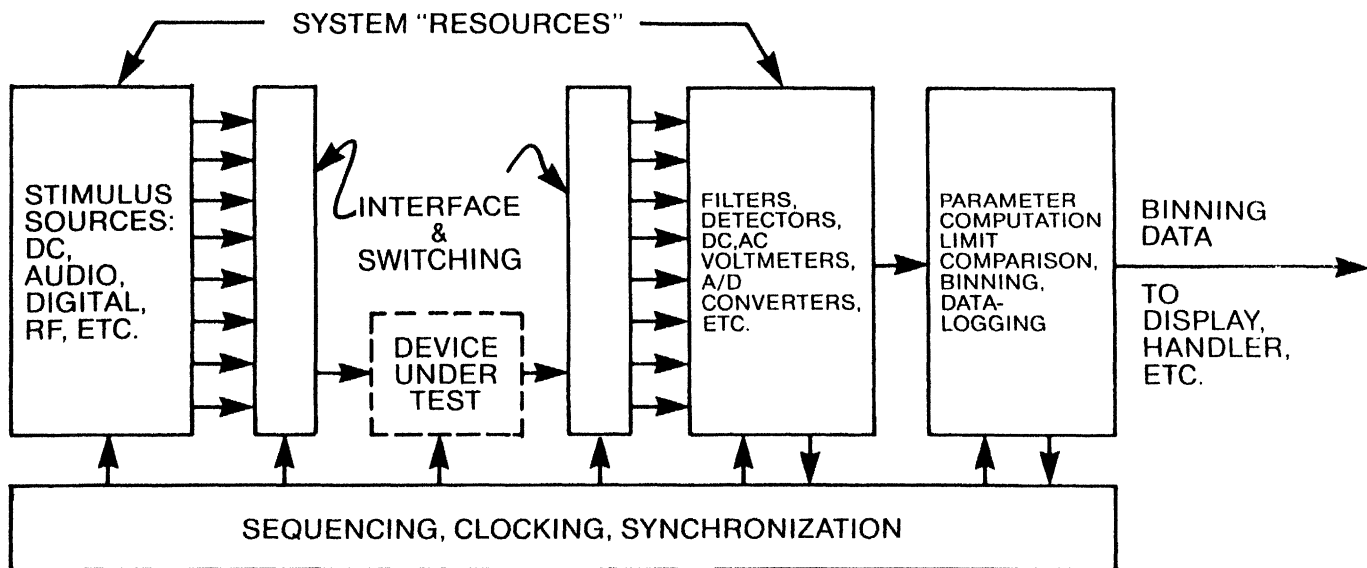 SYSTEM "RESOURCES"
STIMULUS
SOURCES:
DC,
AUDIO,
DIGITAL,
RF, ETC.
INTERFACE
&
SWITCHING
DEVICE
UNDER
TEST
FILTERS,
DETECTORS,
DC,AC
VOLTMETERS,
A/D
CONVERTERS,
ETC.
PARAMETER
COMPUTATION
LIMIT
COMPARISON,
BINNING,
DATA-
LOGGING
BINNING
DATA
TO
DISPLAY,
HANDLER,
ETC.
SEQUENCING, CLOCKING, SYNCHRONIZATION